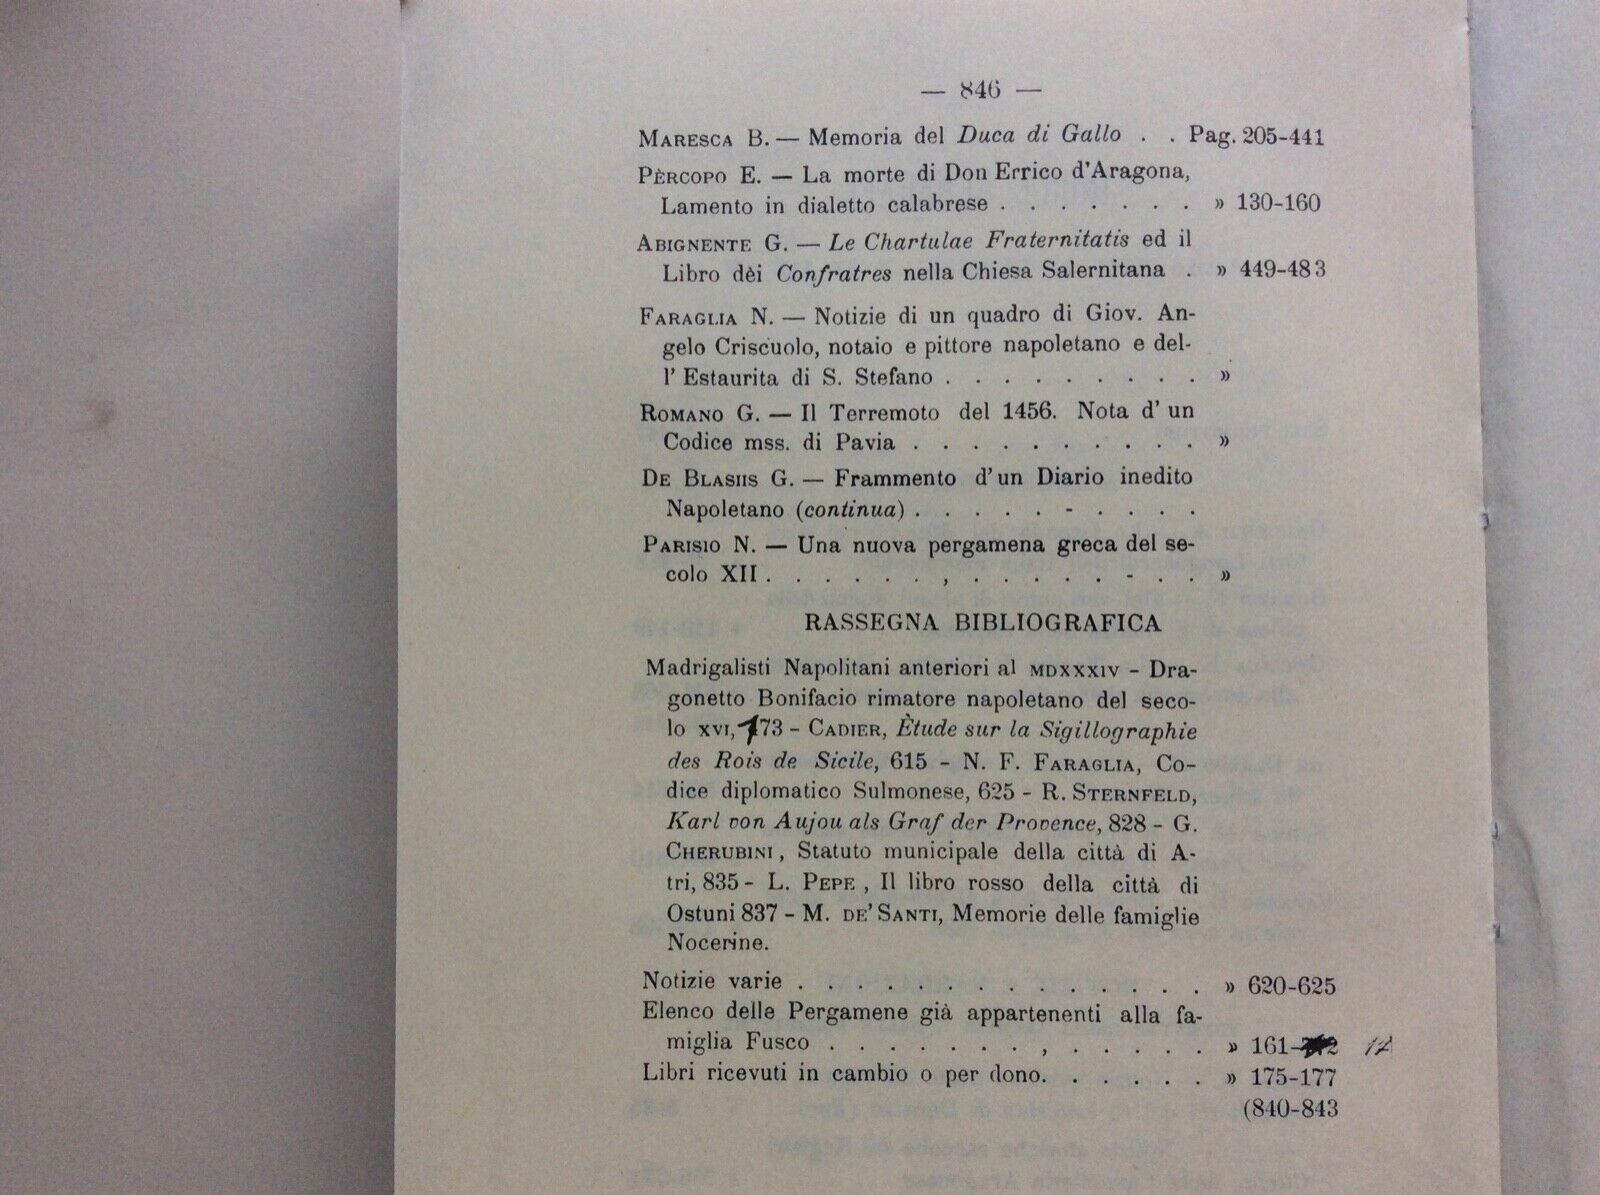 — 846 —
MARESCA B. — Memoria del Duca di Gallo . . Pag. 205-441
PÈRCOPO E. — La morte di Don Errico d'Aragona,
Lamento in dialetto calabrese . . . . . . . » 130-160
ABIGNENTE G. — Le Chartulae Fraternitatis ed il
Libro dèi Confratres nella Chiesa Salernitana . » 449-483
FARAGLIA N. — Notizie di un quadro di Giov. An-
gelo Criscuolo, notaio e pittore napoletano e del-
l' Estaurita di S. Stefano . . . . . . . . . »
ROMANO G. — Il Terremoto del 1456. Nota d' un
Codice mss. di Pavia . . . . . . . . . . »
DE BLASIIS G. — Frammento d' un Diario inedito
Napoletano (continua) . . . . . - . . . .
PARISIO N. — Una nuova pergamena greca del se-
colo XII . . . . . . , . . . . . - . . »
RASSEGNA BIBLIOGRAFICA
Madrigalisti Napolitani anteriori al MDXXXIV - Dra-
gonetto Bonifacio rimatore napoletano del seco-
lo XVI, 173 - CADIER, Ètude sur la Sigillographie
des Rois de Sicile, 615 - N. F. FARAGLIA, Co-
dice diplomatico Sulmonese, 625 - R. STERNFELD,
Karl von Aujou als Graf der Provence, 828 - G.
CHERUBINI, Statuto municipale della città di A-
tri, 835 - L. PEPE, Il libro rosso della città di
Ostuni 837 - M. DE' SANTI, Memorie delle famiglie
Nocerine.
Notizie varie . . . . . . . . . . . . . . » 620-625
Elenco delle Pergamene già appartenenti alla fa-
miglia Fusco . . . . . . . , . . . . . » 161-
Libri ricevuti in cambio o per dono. . . . . . » 175-177
(840-843